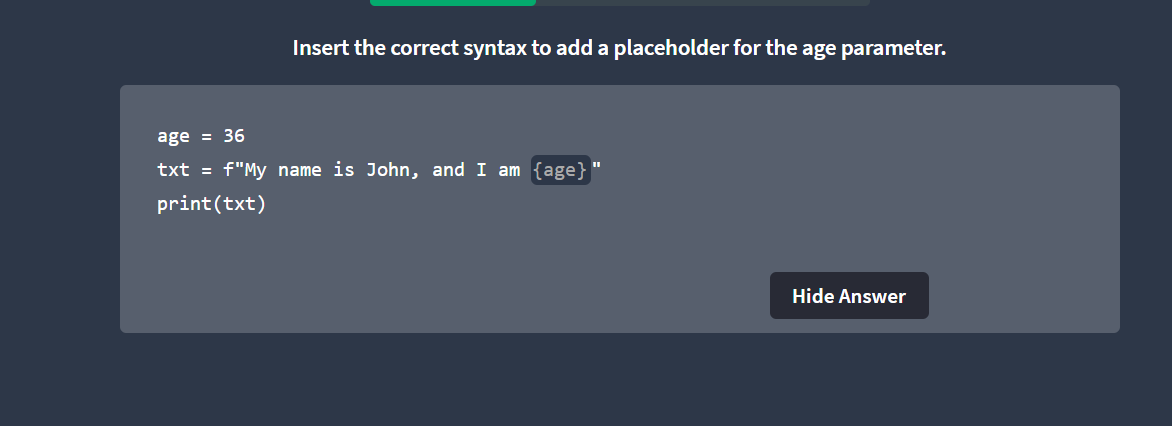 Insert the correct syntax to add a placeholder for the age parameter.
age = 36
txt = f"My name is John, and I am {age}"
print(txt)
Hide Answer